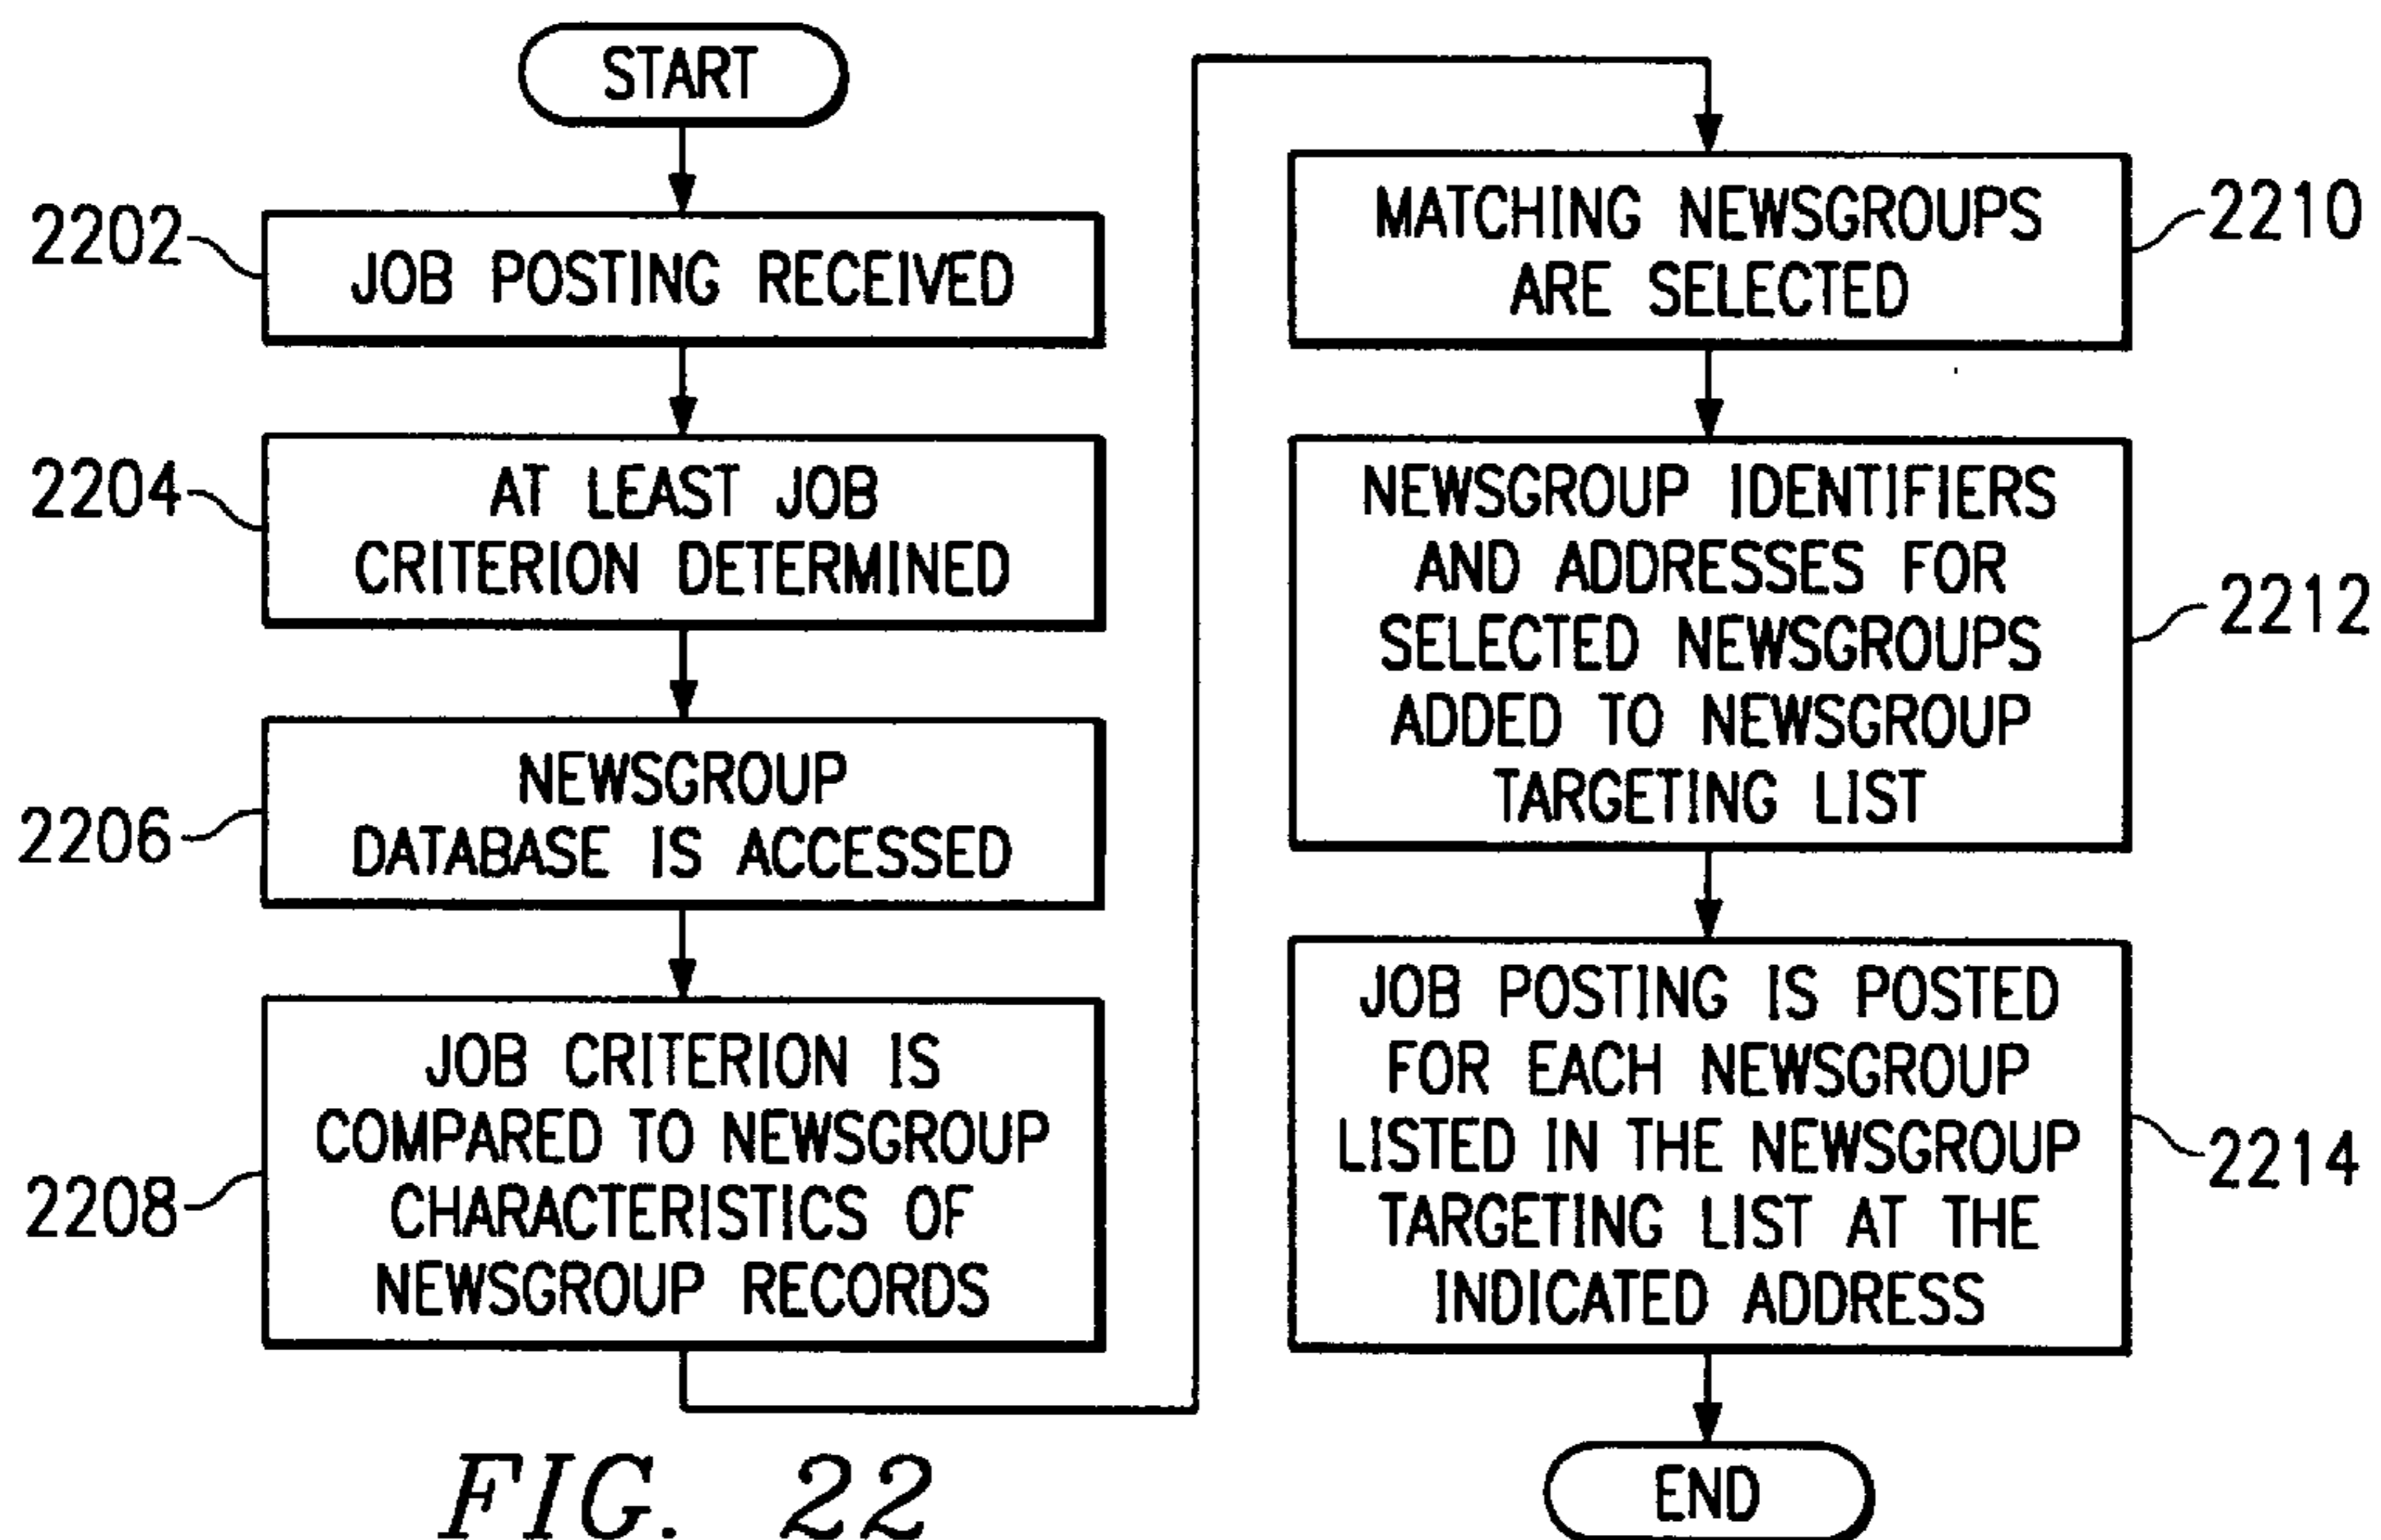 START
2202
JOB POSTING RECEIVED
2204
AT LEAST JOB
CRITERION DETERMINED
2206
NEWSGROUP
DATABASE IS ACCESSED
2208
JOB CRITERION IS
COMPARED TO NEWSGROUP
CHARACTERISTICS OF
NEWSGROUP RECORDS
MATCHING NEWSGROUPS
ARE SELECTED
2210
NEWSGROUP IDENTIFIERS
AND ADDRESSES FOR
SELECTED NEWSGROUPS
ADDED TO NEWSGROUP
TARGETING LIST
2212
JOB POSTING IS POSTED
FOR EACH NEWSGROUP
LISTED IN THE NEWSGROUP
TARGETING LIST AT THE
INDICATED ADDRESS
2214
END
FIG. 22